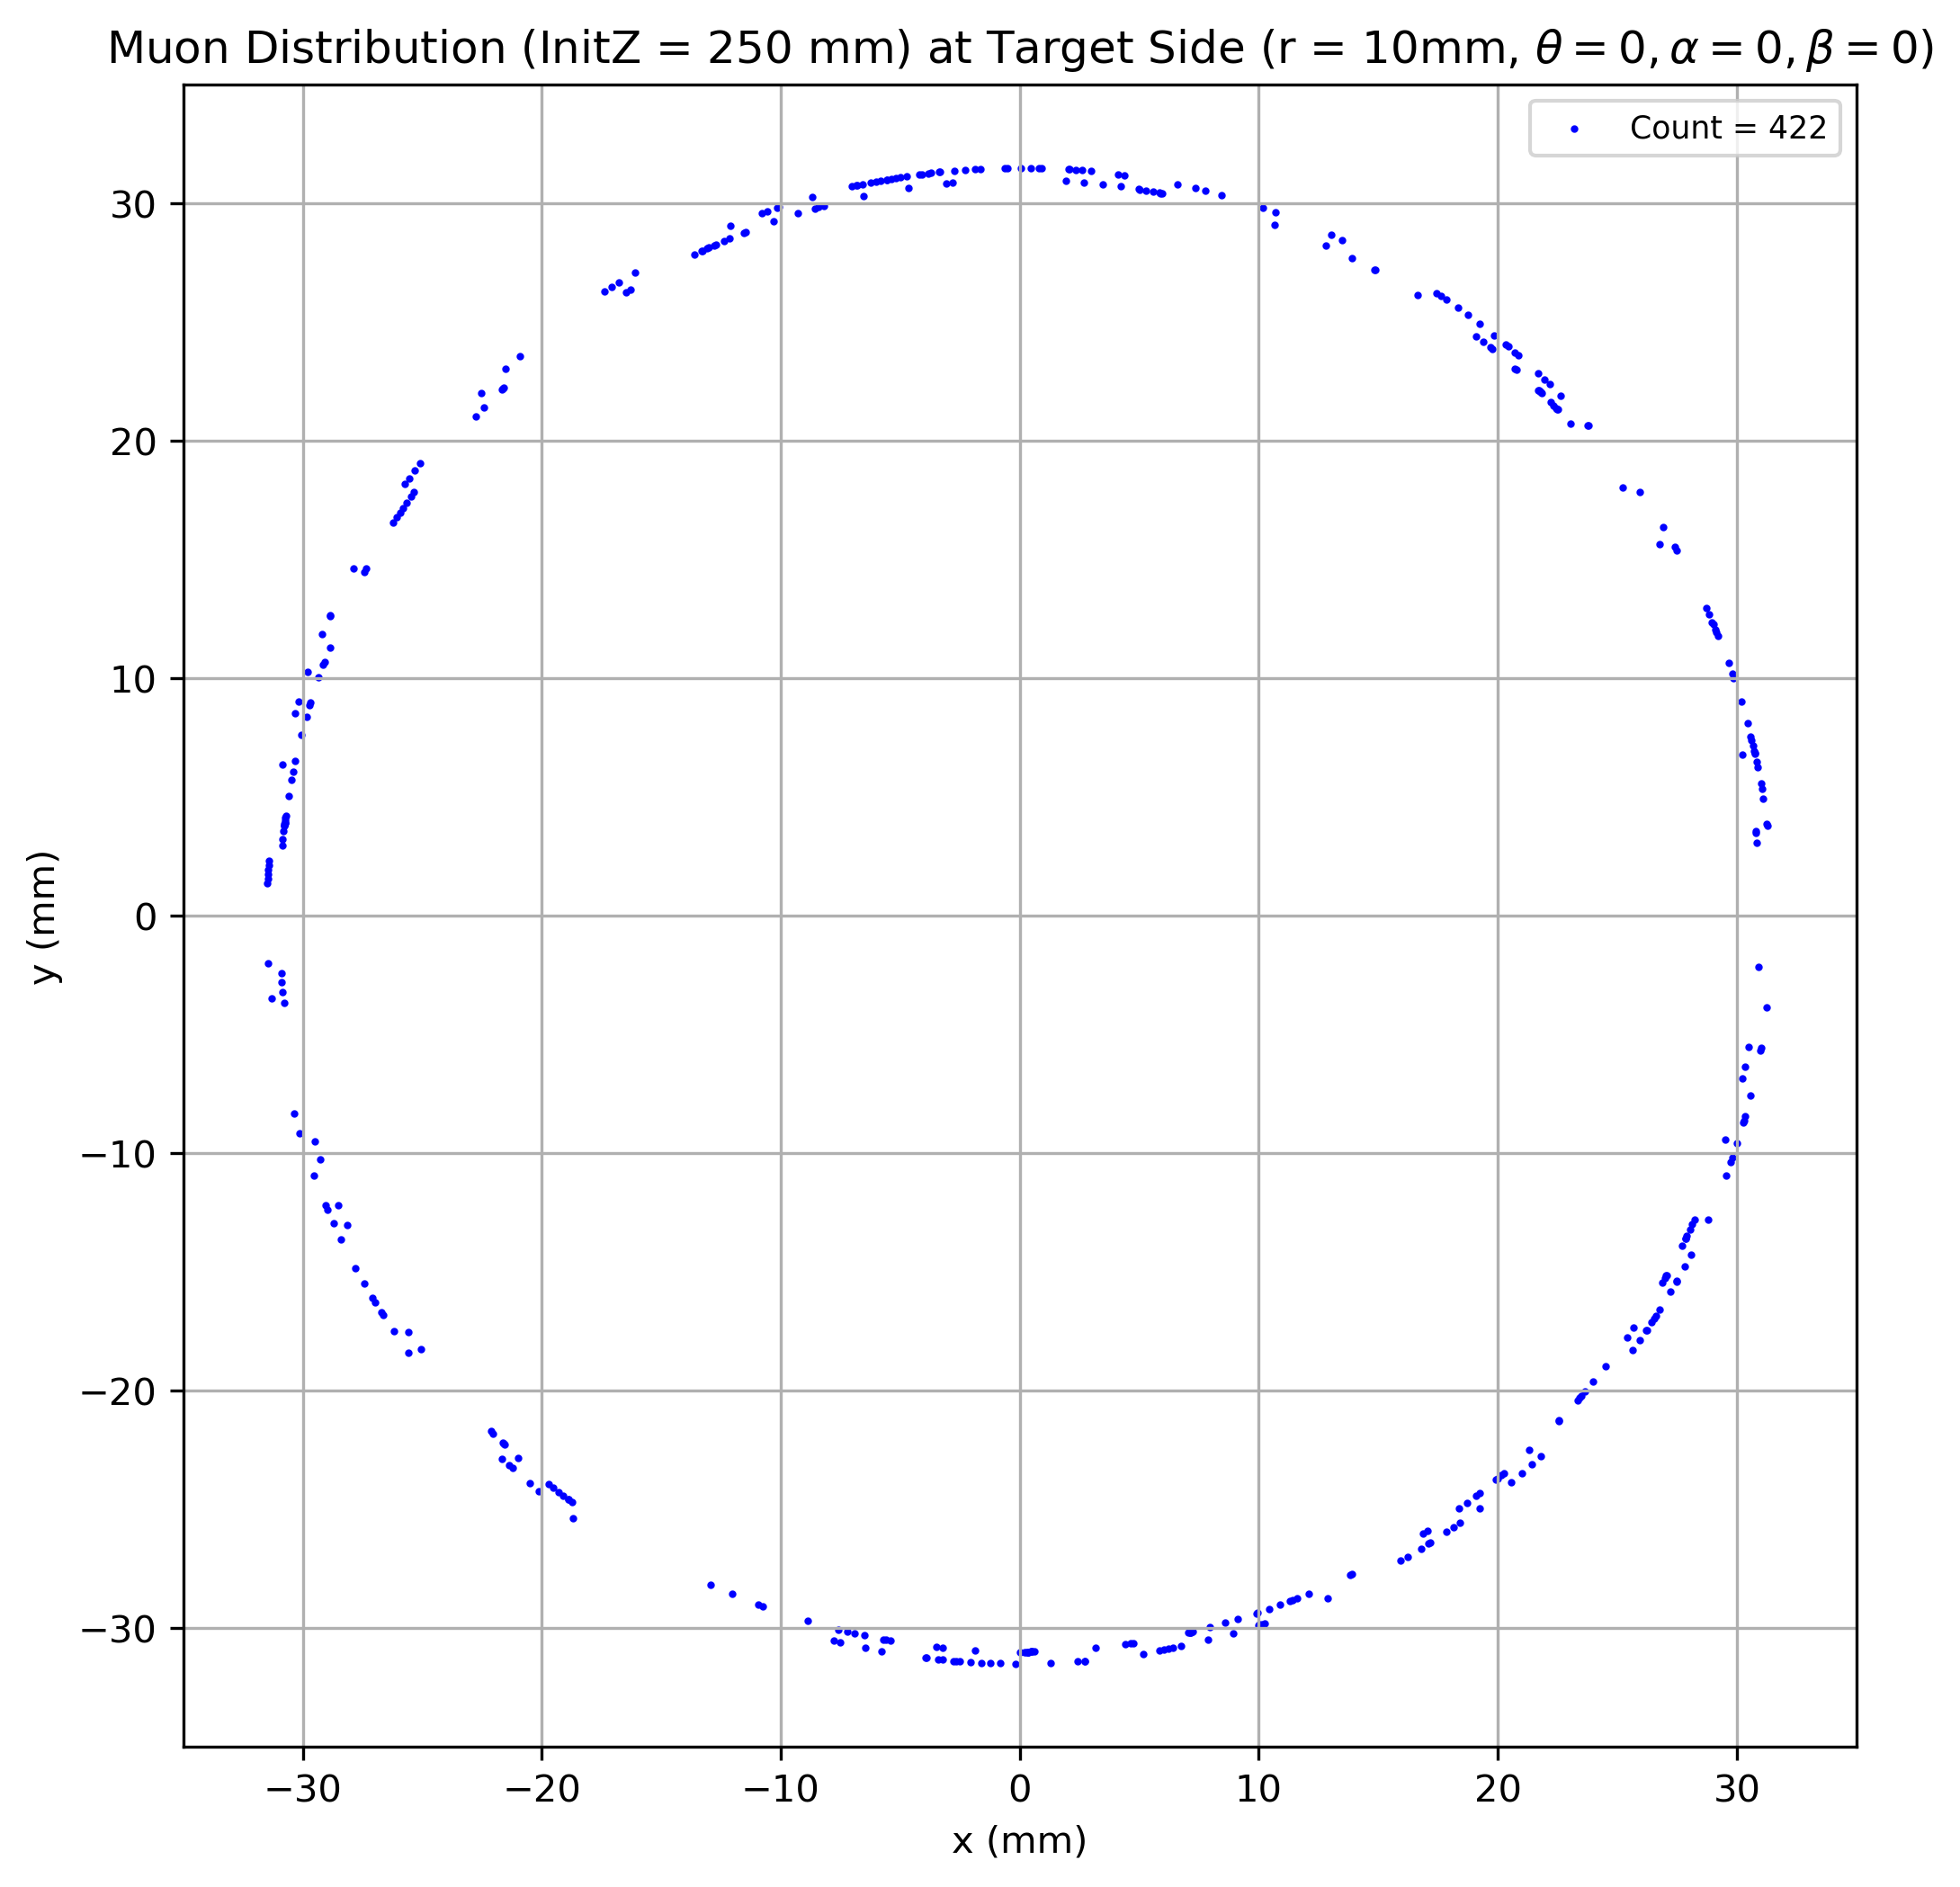 Muon Distribution (InitZ = 250 mm) at Target Side (r = 10mm, θ = 0, α = 0, β = 0)
Count = 422
30
20
10
0
−10
−20
−30
y (mm)
−30 −20 −10 0 10 20 30
x (mm)